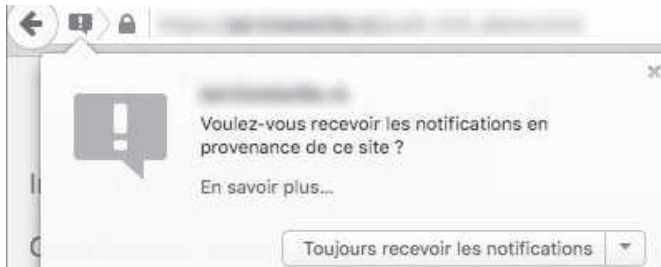 Voulez-vous recevoir les notifications en
provenance de ce site ?
En savoir plus...
Toujours recevoir les notifications